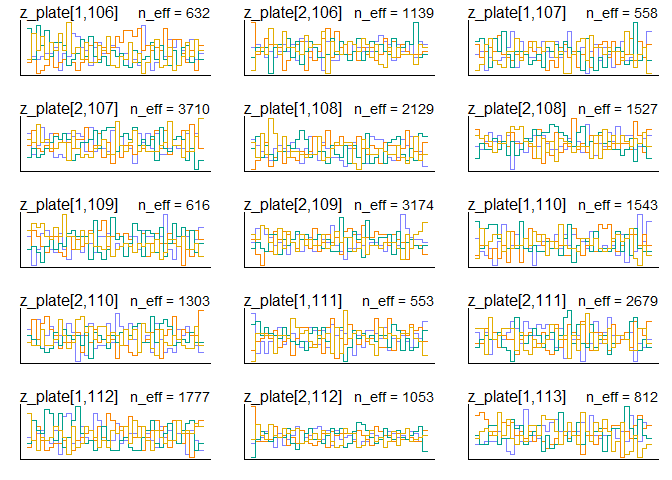 z_plate[1,106] n_eff = 632 z_plate[2,106] n_eff = 1139 z_plate[1,107] n_eff = 558
z_plate[2,107] n_eff = 3710 z_plate[1,108] n_eff = 2129 z_plate[2,108] n_eff = 1527
z_plate[1,109] n_eff = 616 z_plate[2,109] n_eff = 3174 z_plate[1,110] n_eff = 1543
z_plate[2,110] n_eff = 1303 z_plate[1,111] n_eff = 553 z_plate[2,111] n_eff = 2679
z_plate[1,112] n_eff = 1777 z_plate[2,112] n_eff = 1053 z_plate[1,113] n_eff = 812